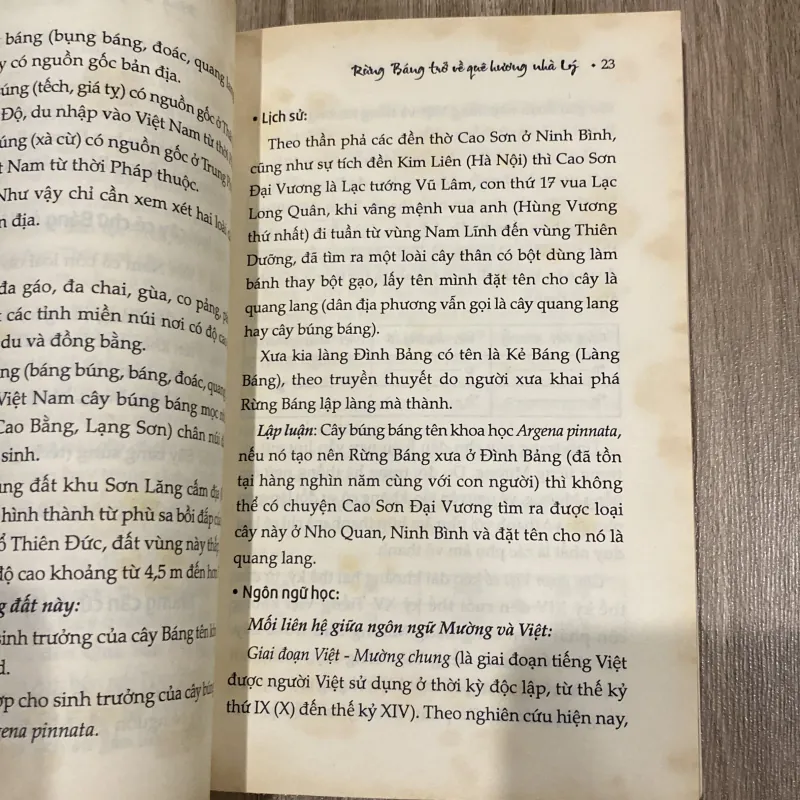 báng (bụng báng, đoác, quang
có nguồn gốc bản địa.
úng (tếch, giá tỵ) có nguồn gốc ở
Độ, du nhập vào Việt Nam từ thời
úng (xà cừ) có nguồn gốc ở Trung
t Nam từ thời Pháp thuộc.
Như vậy chỉ cần xem xét hai loài
n địa.
đa gáo, đa chai, gùa, co pảng,
các tỉnh miền núi nơi có độ cao
du và đồng bằng.
ng (báng búng, báng, đoác, quang
Việt Nam cây búng báng mọc
Cao Bằng, Lạng Sơn) chân núi
sinh.
ùng đất khu Sơn Lăng cấm địa
hình thành từ phù sa bồi đắp của
ổ Thiên Đức, đất vùng này thấp
độ cao khoảng từ 4,5 m đến hơn
g đất này:
sinh trưởng của cây Báng tên
d.
ợp cho sinh trưởng của cây búng
gena pinnata.
Rừng Báng trở về quê hương nhà Lý • 23
• Lịch sử:
Theo thần phả các đền thờ Cao Sơn ở Ninh Bình,
cũng như sự tích đền Kim Liên (Hà Nội) thì Cao Sơn
Đại Vương là Lạc tướng Vũ Lâm, con thứ 17 vua Lạc
Long Quân, khi vâng mệnh vua anh (Hùng Vương
thứ nhất) đi tuần từ vùng Nam Lĩnh đến vùng Thiên
Dưỡng, đã tìm ra một loài cây thân có bột dùng làm
bánh thay bột gạo, lấy tên mình đặt tên cho cây là
quang lang (dân địa phương vẫn gọi là cây quang lang
hay cây búng báng).
Xưa kia làng Đình Bảng có tên là Kẻ Báng (Làng
Báng), theo truyền thuyết do người xưa khai phá
Rừng Báng lập làng mà thành.
Lập luận: Cây búng báng tên khoa học Argena pinnata,
nếu nó tạo nên Rừng Báng xưa ở Đình Bảng (đã tồn
tại hàng nghìn năm cùng với con người) thì không
thể có chuyện Cao Sơn Đại Vương tìm ra được loại
cây này ở Nho Quan, Ninh Bình và đặt tên cho nó là
quang lang.
• Ngôn ngữ học:
Mối liên hệ giữa ngôn ngữ Mường và Việt:
Giai đoạn Việt - Mường chung (là giai đoạn tiếng Việt
được người Việt sử dụng ở thời kỳ độc lập, từ thế kỷ
thứ IX (X) đến thế kỷ XIV). Theo nghiên cứu hiện nay,